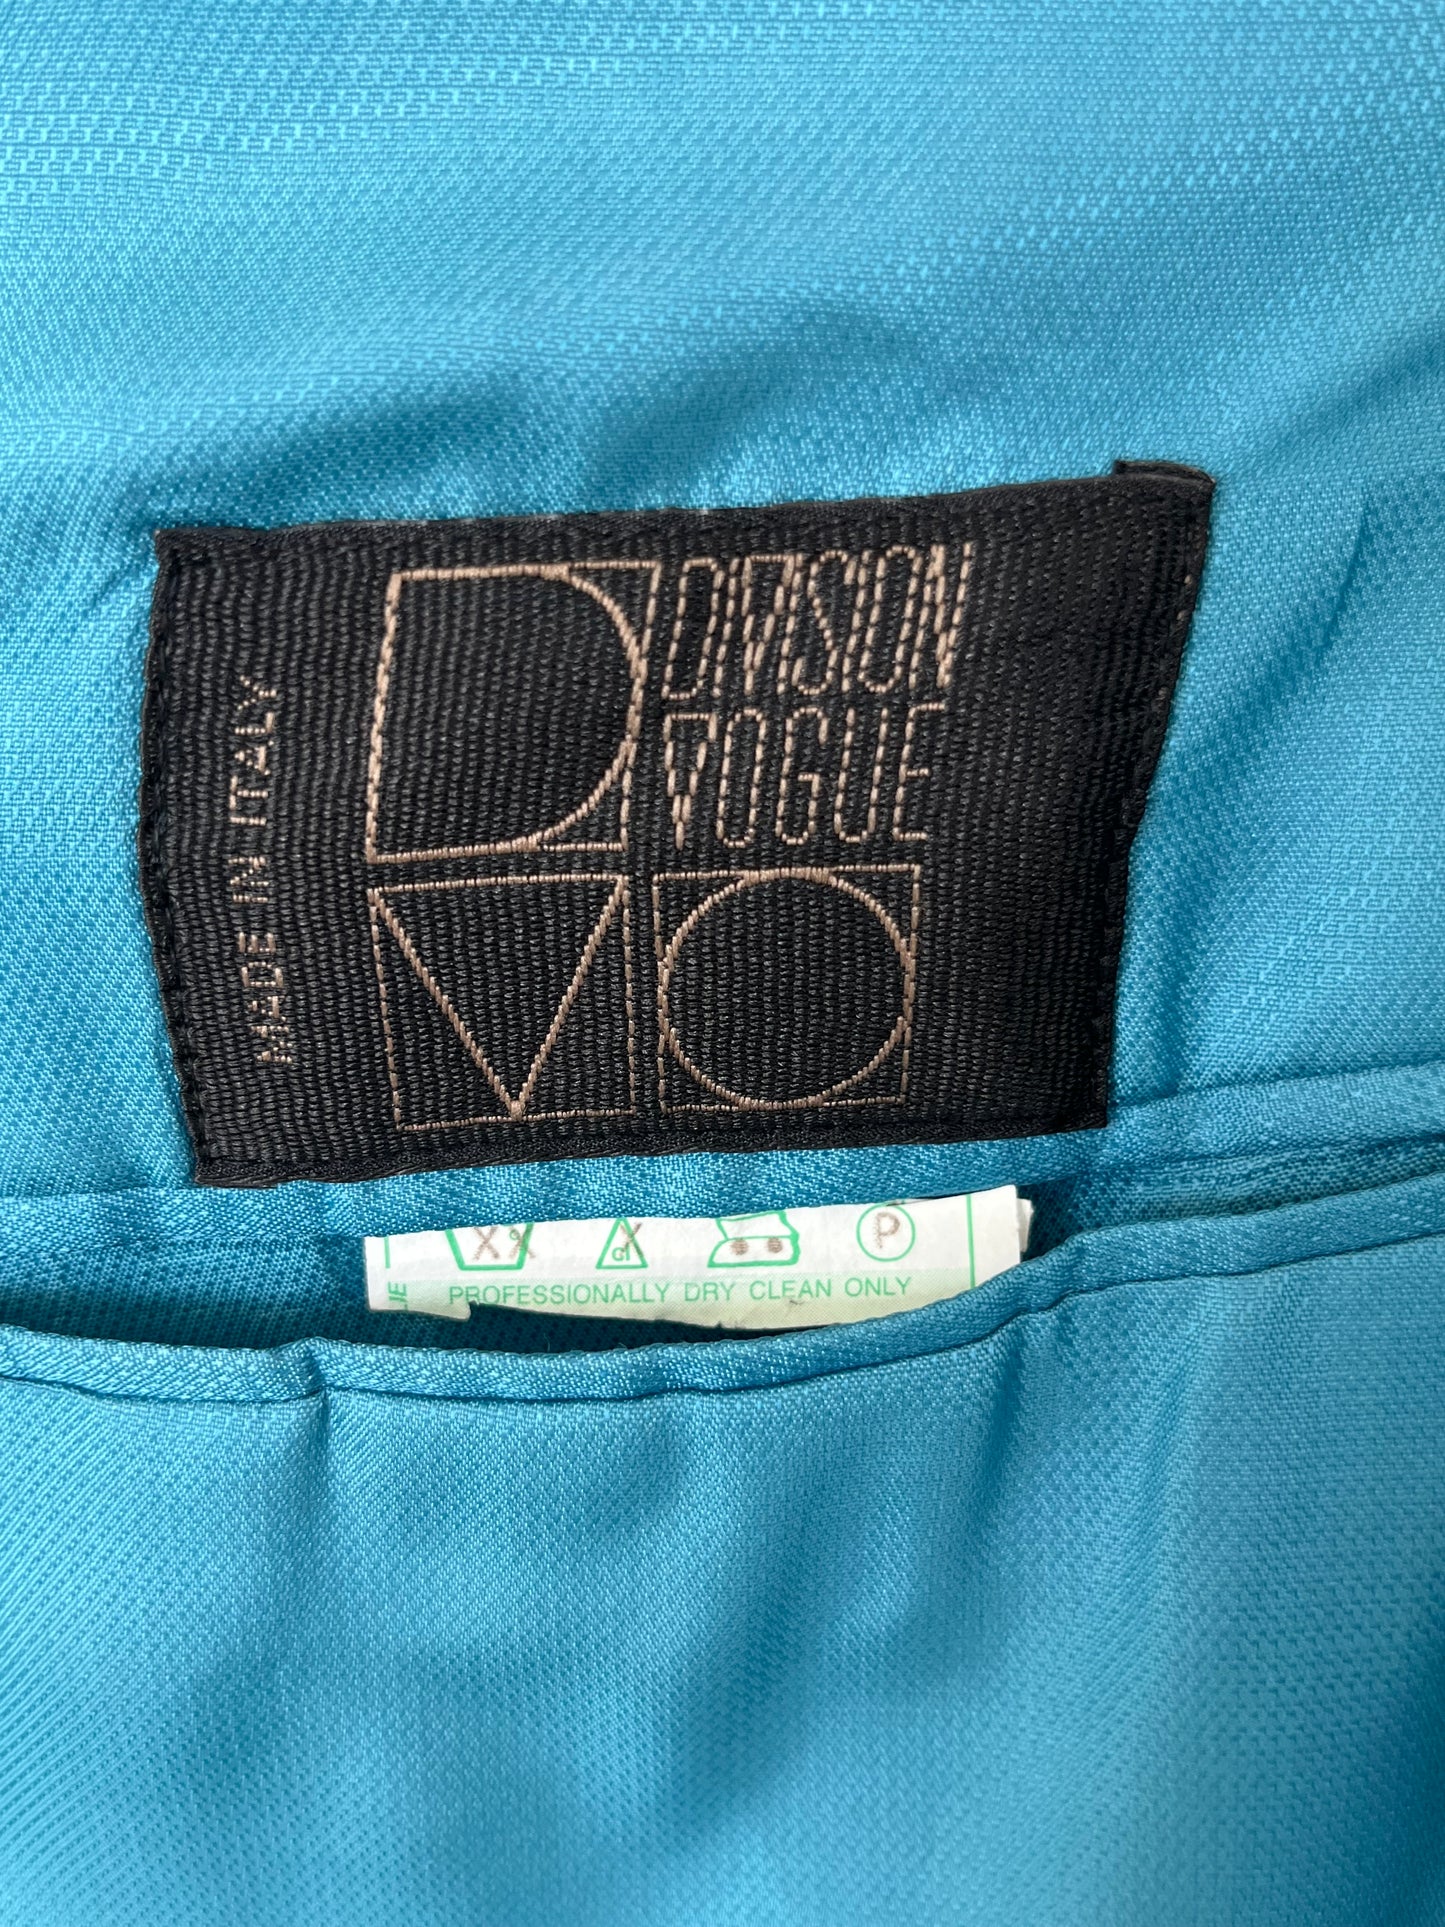 MADE IN ITALY
D
DIVISION
VOGUE
V O
P
PROFESSIONALLY DRY CLEAN ONLY